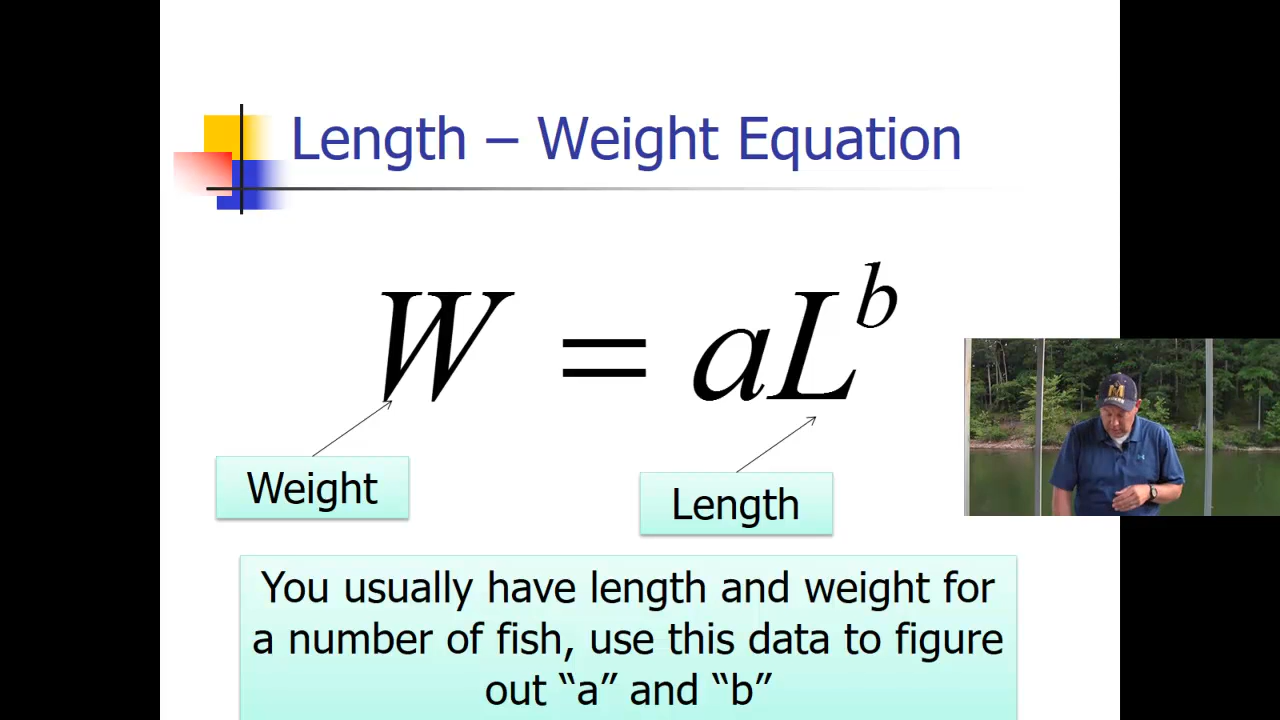 Length – Weight Equation
W = aL^b
Weight
Length
You usually have length and weight for
a number of fish, use this data to figure
out “a” and “b”
M